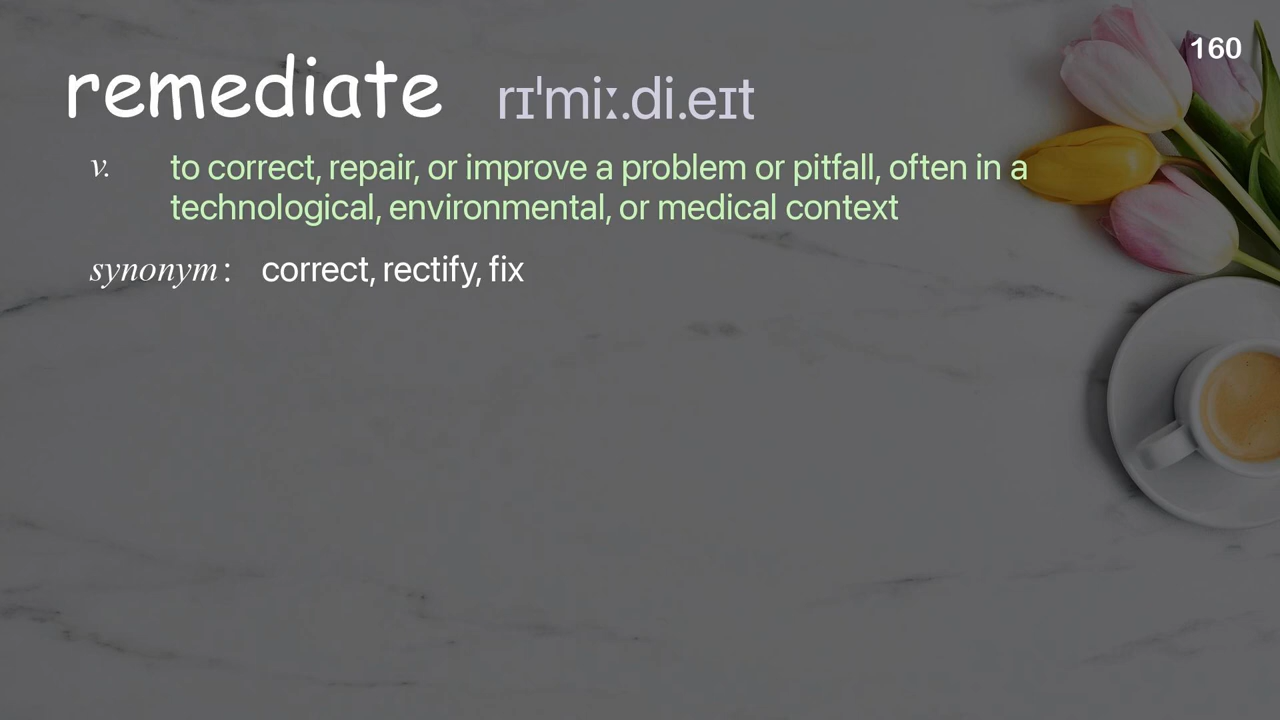 160
remediate rɪˈmiː.di.eɪt
v. to correct, repair, or improve a problem or pitfall, often in a
technological, environmental, or medical context
synonym: correct, rectify, fix